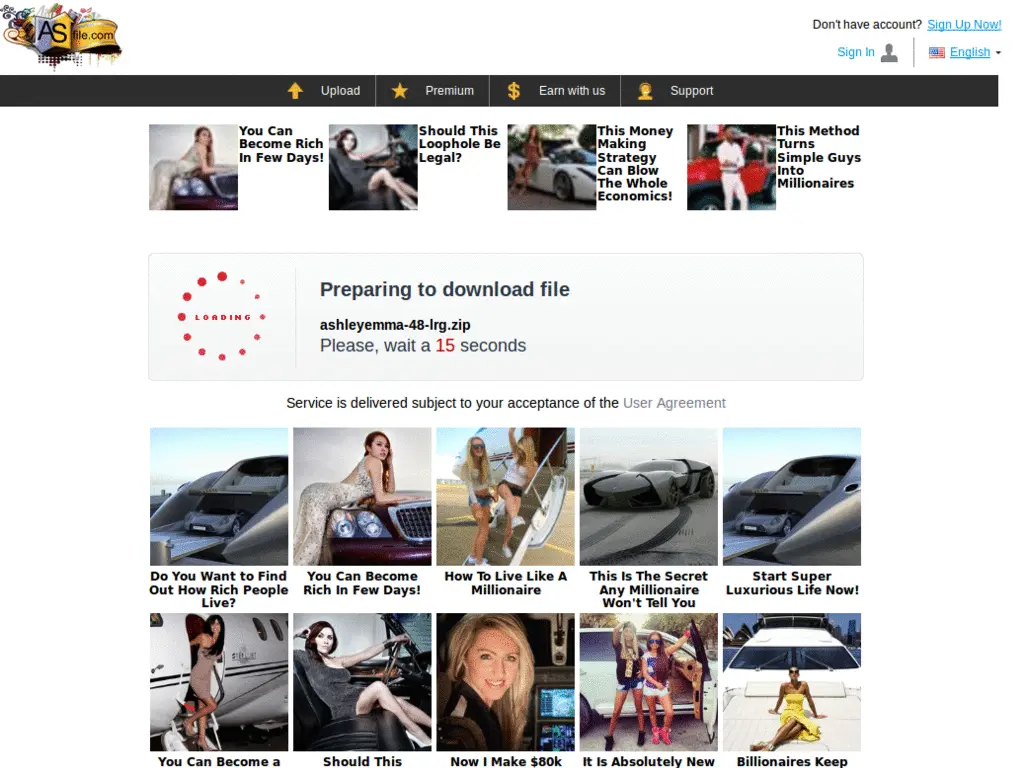 ASfile.com
Don't have account? Sign Up Now!
Sign In
English
Upload
Premium
Earn with us
Support
You Can
Become Rich
In Few Days!
Should This
Loophole Be
Legal?
This Money
Making
Strategy
Can Blow
The Whole
Economics!
This Method
Turns
Simple Guys
Into
Millionaires
LOADING
Preparing to download file
ashleyemma-48-lrg.zip
Please, wait a 15 seconds
Service is delivered subject to your acceptance of the User Agreement
Do You Want to Find
Out How Rich People
Live?
You Can Become
Rich In Few Days!
How To Live Like A
Millionaire
This Is The Secret
Any Millionaire
Won't Tell You
Start Super
Luxurious Life Now!
You Can Become a
Should This
Now I Make $80k
It Is Absolutely New
Billionaires Keep